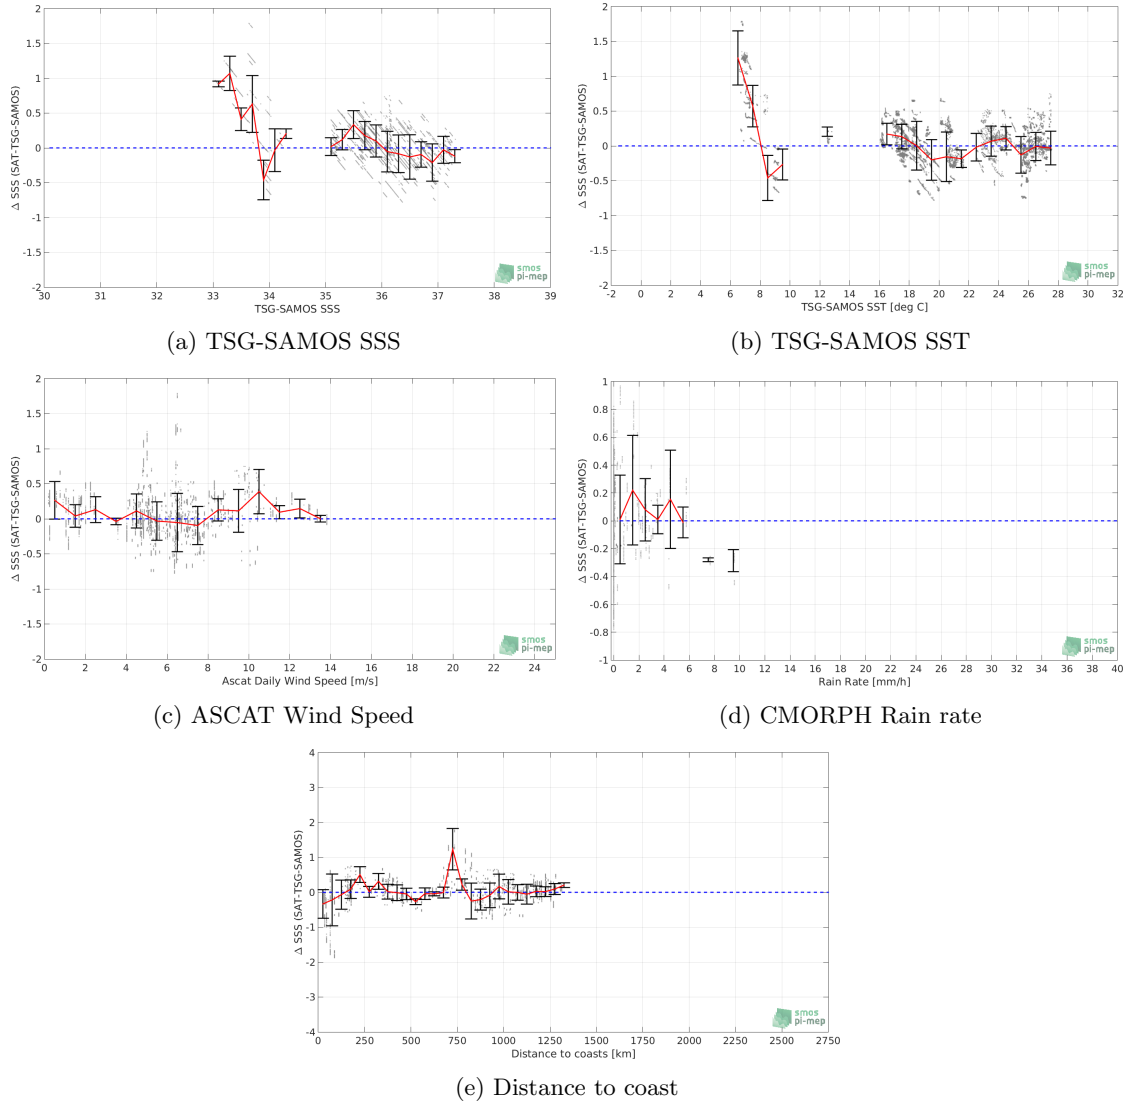 2
1.5
1
0.5
0
-0.5
-1
-1.5
-2
Δ SSS (SAT-TSG-SAMOS)
30 31 32 33 34 35 36 37 38 39
TSG-SAMOS SSS
smos
pi-mep
(a) TSG-SAMOS SSS
2
1.5
1
0.5
0
-0.5
-1
-1.5
-2
Δ SSS (SAT-TSG-SAMOS)
-2 0 2 4 6 8 10 12 14 16 18 20 22 24 26 28 30 32
TSG-SAMOS SST [deg C]
smos
pi-mep
(b) TSG-SAMOS SST
2
1.5
1
0.5
0
-0.5
-1
-1.5
-2
Δ SSS (SAT-TSG-SAMOS)
0 2 4 6 8 10 12 14 16 18 20 22 24
Ascat Daily Wind Speed [m/s]
smos
pi-mep
(c) ASCAT Wind Speed
1
0.8
0.6
0.4
0.2
0
-0.2
-0.4
-0.6
-0.8
-1
Δ SSS (SAT-TSG-SAMOS)
0 2 4 6 8 10 12 14 16 18 20 22 24 26 28 30 32 34 36 38 40
Rain Rate [mm/h]
smos
pi-mep
(d) CMORPH Rain rate
4
3
2
1
0
-1
-2
-3
-4
Δ SSS (SAT-TSG-SAMOS)
0 250 500 750 1000 1250 1500 1750 2000 2250 2500 2750
Distance to coasts [km]
smos
pi-mep
(e) Distance to coast